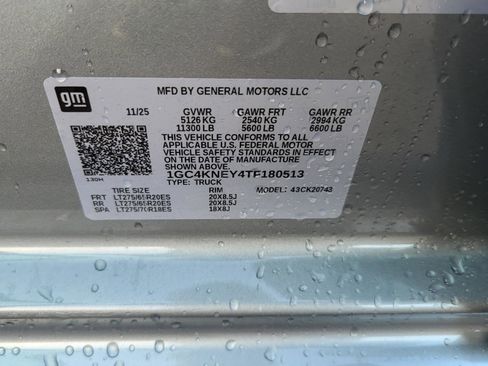 gm
MFD BY GENERAL MOTORS LLC
11/25 GVWR GAWR FRT GAWR RR
5126 KG 2540 KG 2994 KG
11300 LB 5600 LB 6600 LB
THIS VEHICLE CONFORMS TO ALL
APPLICABLE U.S. FEDERAL MOTOR
VEHICLE SAFETY STANDARDS IN EFFECT
ON THE DATE OF MANUFACTURE
SHOWN ABOVE.
1GC4KNEY4TF180513
TYPE: TRUCK MODEL: 43CK20743
130H
TIRE SIZE RIM
FRT LT275/65R20ES 20X8.5J
RR LT275/65R20ES 20X8.5J
SPA LT275/70R18ES 18X8J